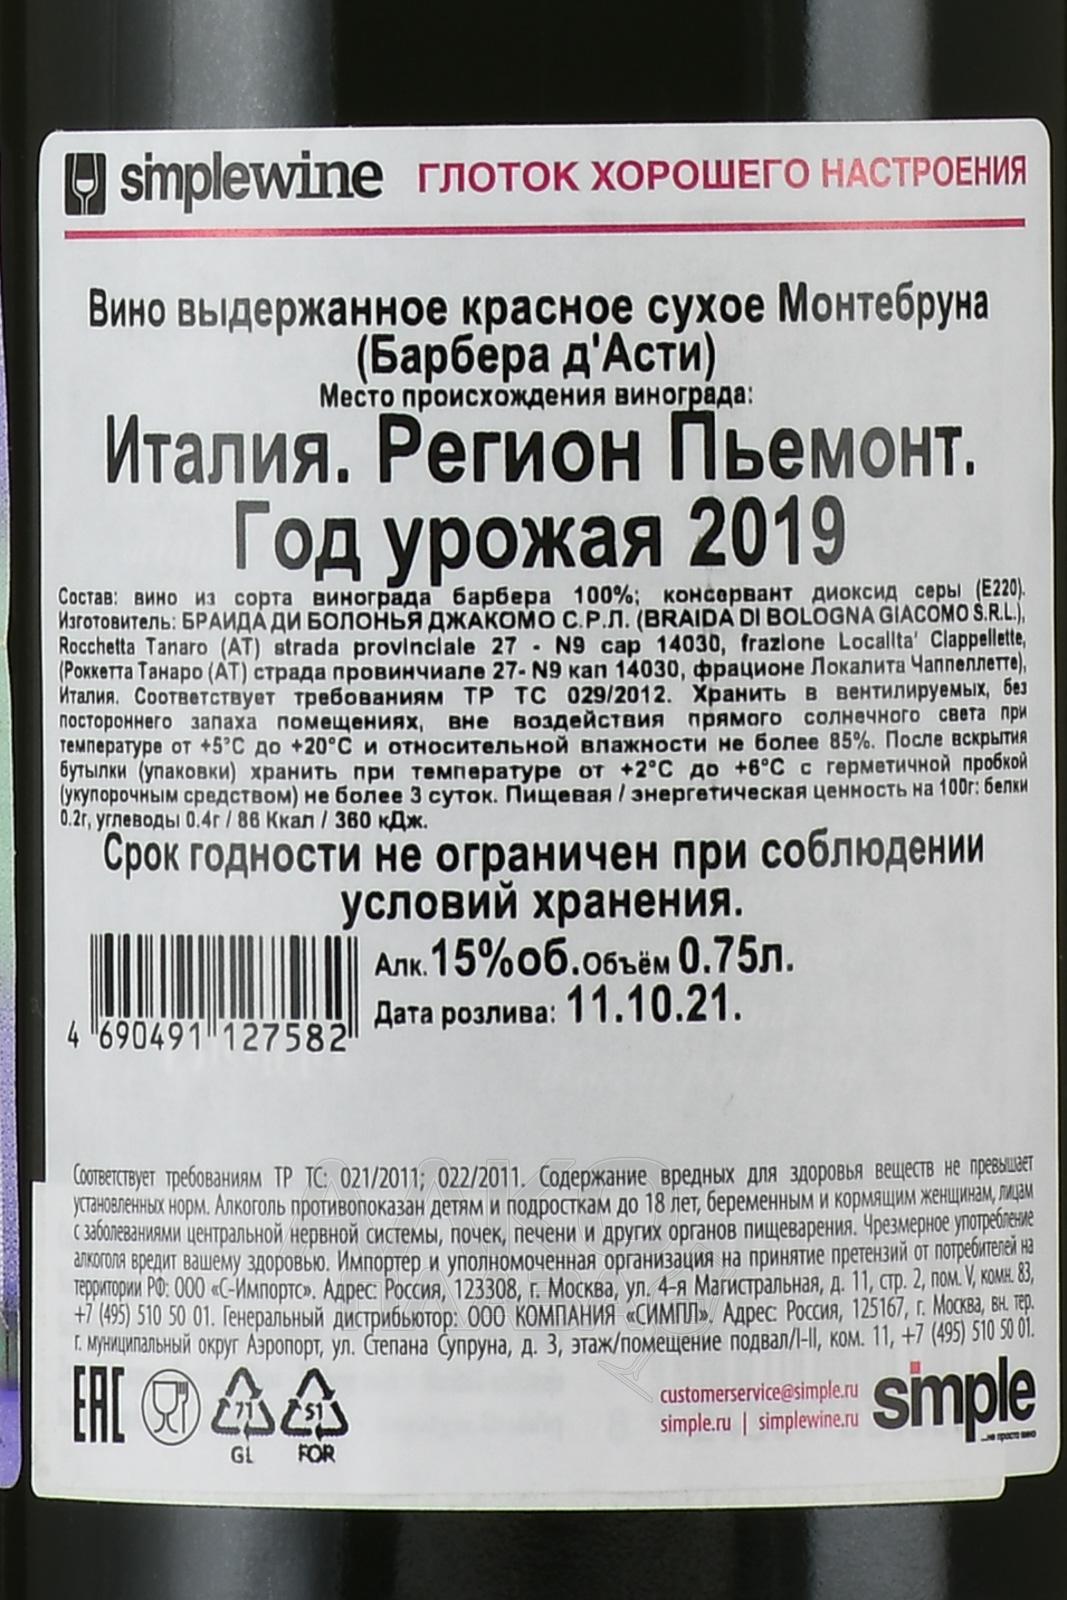 simplewine ГЛОТОК ХОРОШЕГО НАСТРОЕНИЯ
Вино выдержанное красное сухое Монтебруна
(Барбера д'Асти)
Место происхождения винограда:
Италия. Регион Пьемонт.
Год урожая 2019
Состав: вино из сорта винограда барбера 100%; консервант диоксид серы (Е220).
Изготовитель: БРАИДА ДИ БОЛОНЬЯ ДЖАКОМО С.Р.Л. (BRAIDA DI BOLOGNA GIACOMO S.R.L.),
Rocchetta Tanaro (AT) strada provinciale 27 - N9 cap 14030, frazione Localita' Ciappellette,
(Роккетта Танаро (АТ) страда провинчиале 27- N9 кап 14030, фрационе Локалита Чаппеллетте),
Италия. Соответствует требованиям ТР ТС 029/2012. Хранить в вентилируемых, без
постороннего запаха помещениях, вне воздействия прямого солнечного света при
температуре от +5°С до +20°С и относительной влажности не более 85%. После вскрытия
бутылки (упаковки) хранить при температуре от +2°С до +6°С с герметичной пробкой
(укупорочным средством) не более 3 суток. Пищевая / энергетическая ценность на 100г: белки
0.2г, углеводы 0.4г / 86 Ккал / 360 кДж.
Срок годности не ограничен при соблюдении
условий хранения.
Алк. 15%об. Объём 0.75л.
Дата розлива: 11.10.21.
4 690491 127582
Соответствует требованиям ТР ТС: 021/2011; 022/2011. Содержание вредных для здоровья веществ не превышает
установленных норм. Алкоголь противопоказан детям и подросткам до 18 лет, беременным и кормящим женщинам, лицам
с заболеваниями центральной нервной системы, почек, печени и других органов пищеварения. Чрезмерное употребление
алкоголя вредит вашему здоровью. Импортер и уполномоченная организация на принятие претензий от потребителей на
территории РФ: ООО «С-Импортс». Адрес: Россия, 123308, г. Москва, ул. 4-я Магистральная, д. 11, стр. 2, пом. V, комн. 83,
+7 (495) 510 50 01. Генеральный дистрибьютор: ООО КОМПАНИЯ «СИМПЛ». Адрес: Россия, 125167, г. Москва, вн. тер.
г. муниципальный округ Аэропорт, ул. Степана Супруна, д. 3, этаж/помещение подвал/I-II, ком. 11, +7 (495) 510 50 01.
EAC 71 GL 51 FOR
customerservice@simple.ru
simple.ru | simplewine.ru
simple
...не просто вино